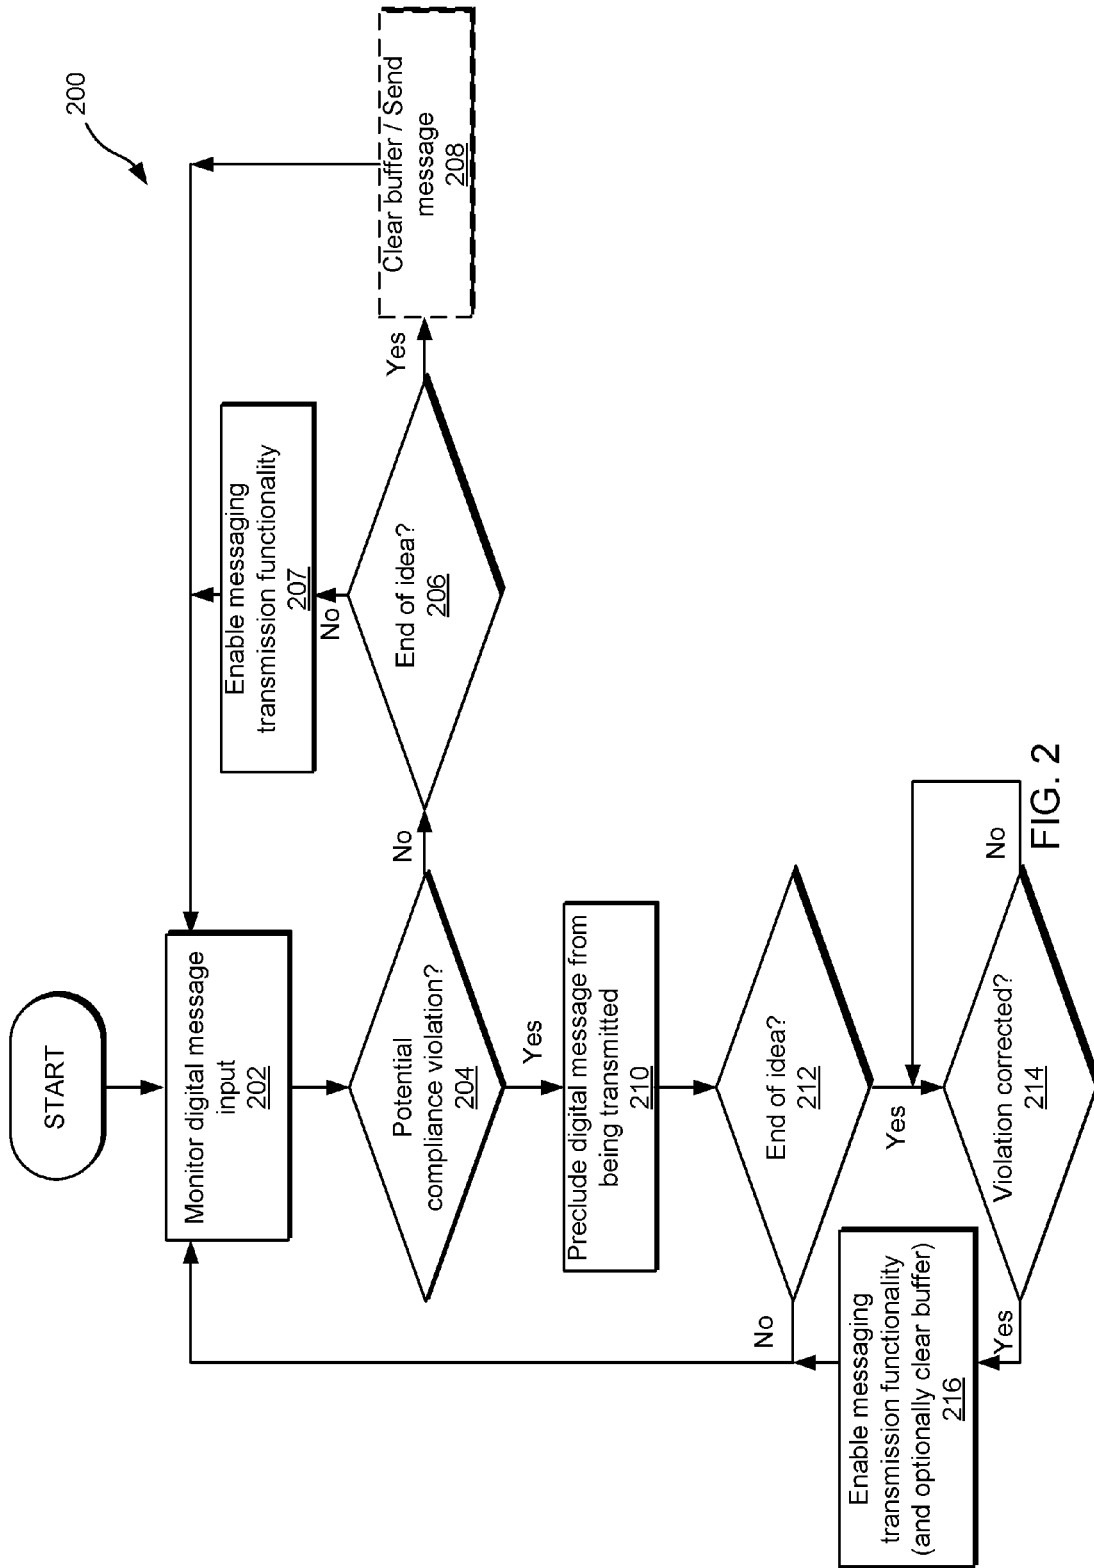 200
START
Monitor digital message
input
202
Potential
compliance violation?
204
No
Yes
End of idea?
206
No
Yes
Enable messaging
transmission functionality
207
Clear buffer / Send
message
208
Preclude digital message from
being transmitted
210
End of idea?
212
No
Yes
Violation corrected?
214
No
Yes
Enable messaging
transmission functionality
(and optionally clear buffer)
216
FIG. 2